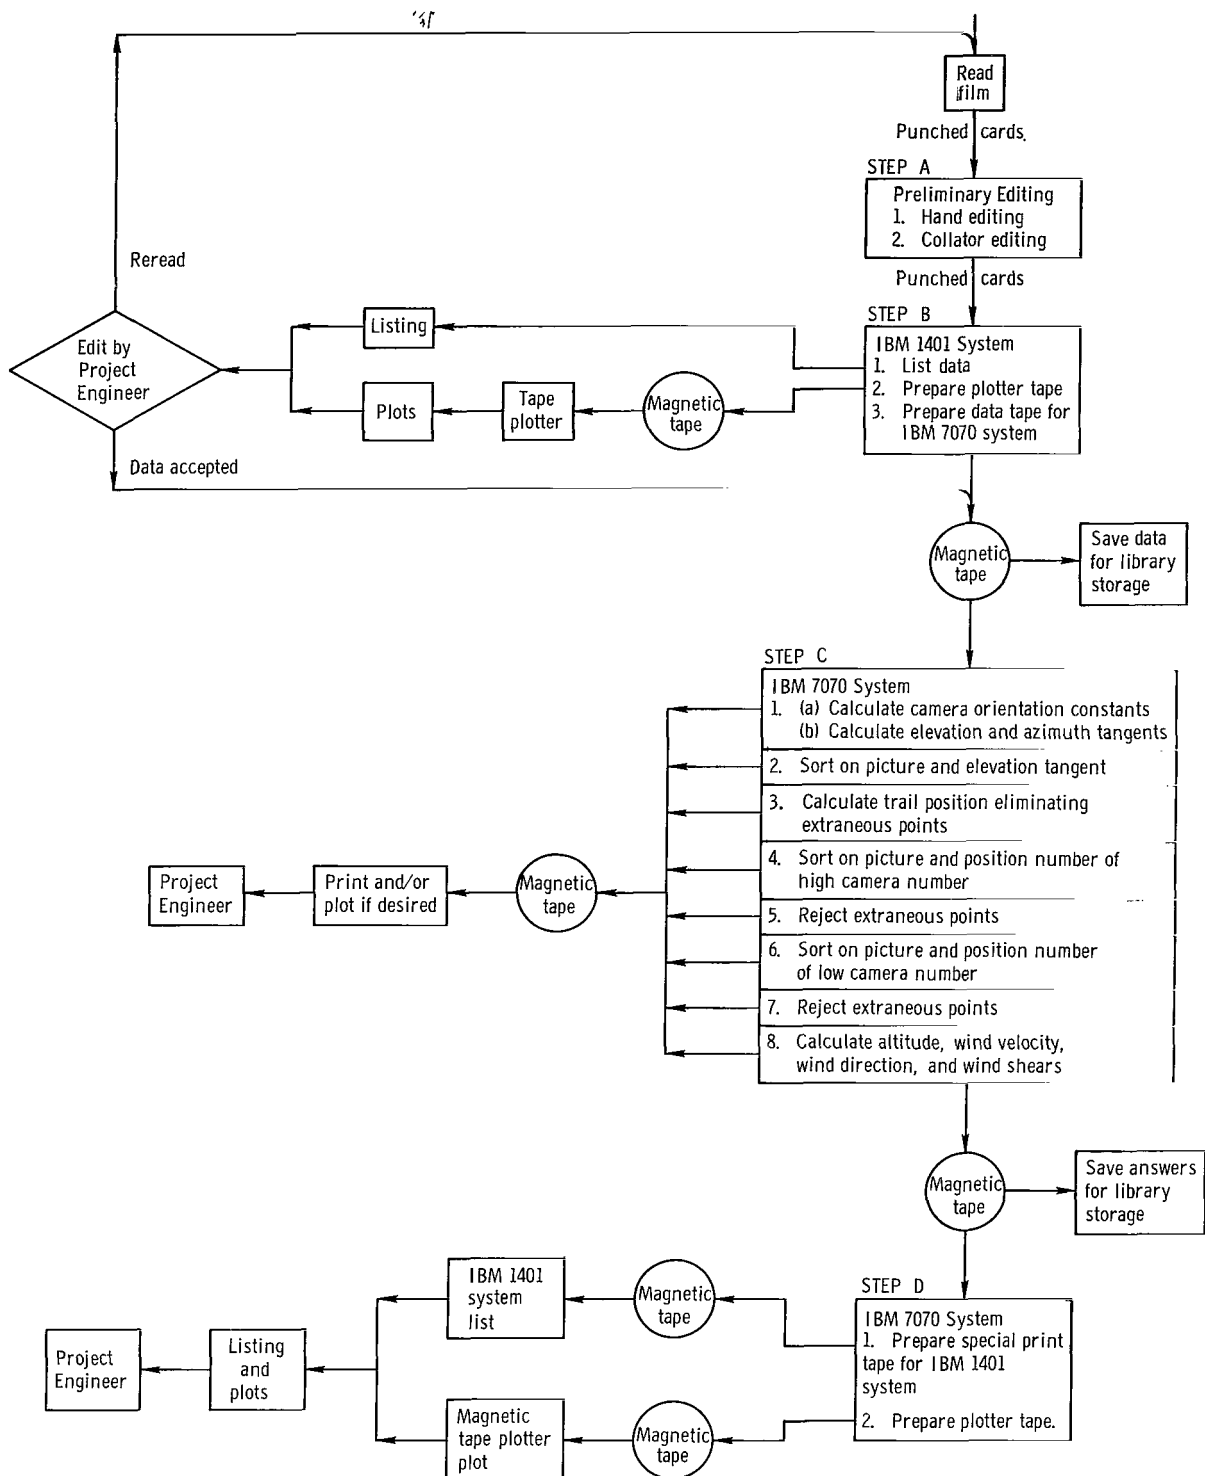 Read
film
Punched cards.
STEP A
Preliminary Editing
1. Hand editing
2. Collator editing
Punched cards
Reread
STEP B
IBM 1401 System
1. List data
2. Prepare plotter tape
3. Prepare data tape for
IBM 7070 system
Listing
Edit by
Project
Engineer
Plots
Tape
plotter
Magnetic
tape
Data accepted
Magnetic
tape
Save data
for library
storage
STEP C
IBM 7070 System
1. (a) Calculate camera orientation constants
(b) Calculate elevation and azimuth tangents
2. Sort on picture and elevation tangent
3. Calculate trail position eliminating
extraneous points
4. Sort on picture and position number of
high camera number
5. Reject extraneous points
6. Sort on picture and position number
of low camera number
7. Reject extraneous points
8. Calculate altitude, wind velocity,
wind direction, and wind shears
Project
Engineer
Print and/or
plot if desired
Magnetic
tape
Magnetic
tape
Save answers
for library
storage
STEP D
IBM 7070 System
1. Prepare special print
tape for IBM 1401
system
2. Prepare plotter tape.
IBM 1401
system
list
Magnetic
tape
Project
Engineer
Listing
and
plots
Magnetic
tape plotter
plot
Magnetic
tape